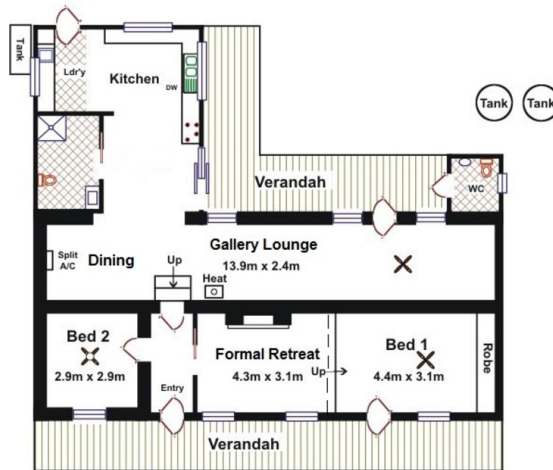 Tank
Ldr'y
Kitchen
DW
Tank
Tank
Verandah
WC
Split
A/C
Dining
Up
Gallery Lounge
13.9m x 2.4m
Heat
Bed 2
2.9m x 2.9m
Entry
Formal Retreat
4.3m x 3.1m
Up
Bed 1
4.4m x 3.1m
Robe
Verandah